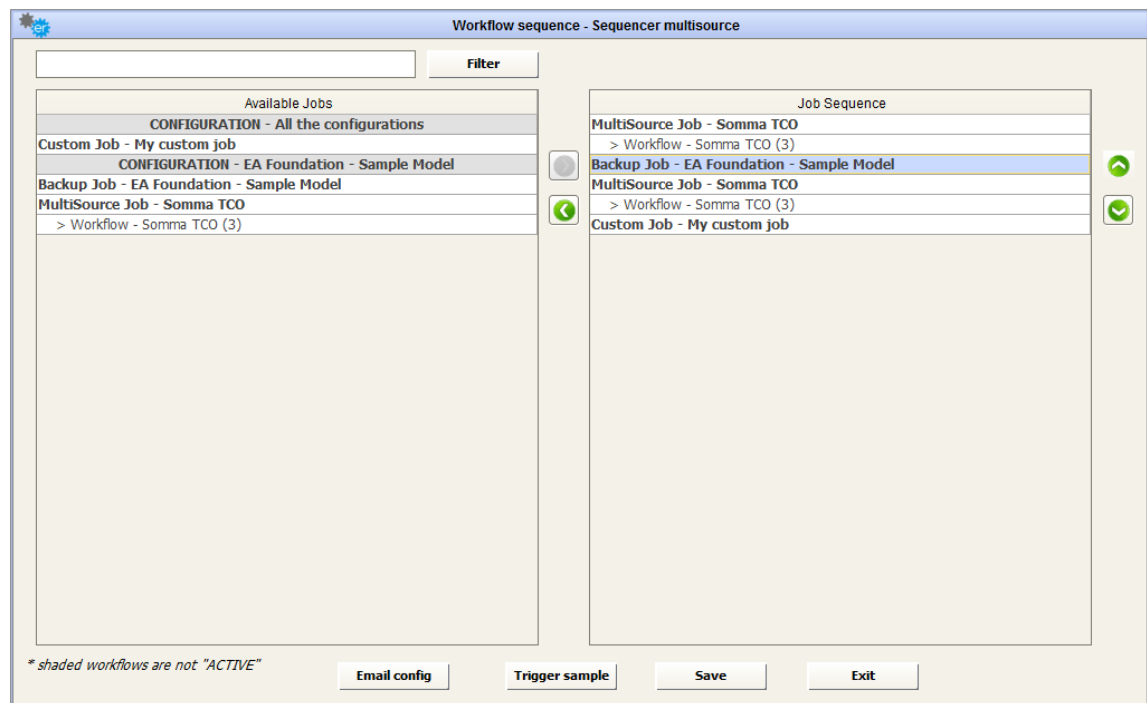 er
Workflow sequence - Sequencer multisource
Filter
Available Jobs
CONFIGURATION - All the configurations
Custom Job - My custom job
CONFIGURATION - EA Foundation - Sample Model
Backup Job - EA Foundation - Sample Model
MultiSource Job - Somma TCO
> Workflow - Somma TCO (3)
Job Sequence
MultiSource Job - Somma TCO
> Workflow - Somma TCO (3)
Backup Job - EA Foundation - Sample Model
MultiSource Job - Somma TCO
> Workflow - Somma TCO (3)
Custom Job - My custom job
* shaded workflows are not "ACTIVE"
Email config
Trigger sample
Save
Exit